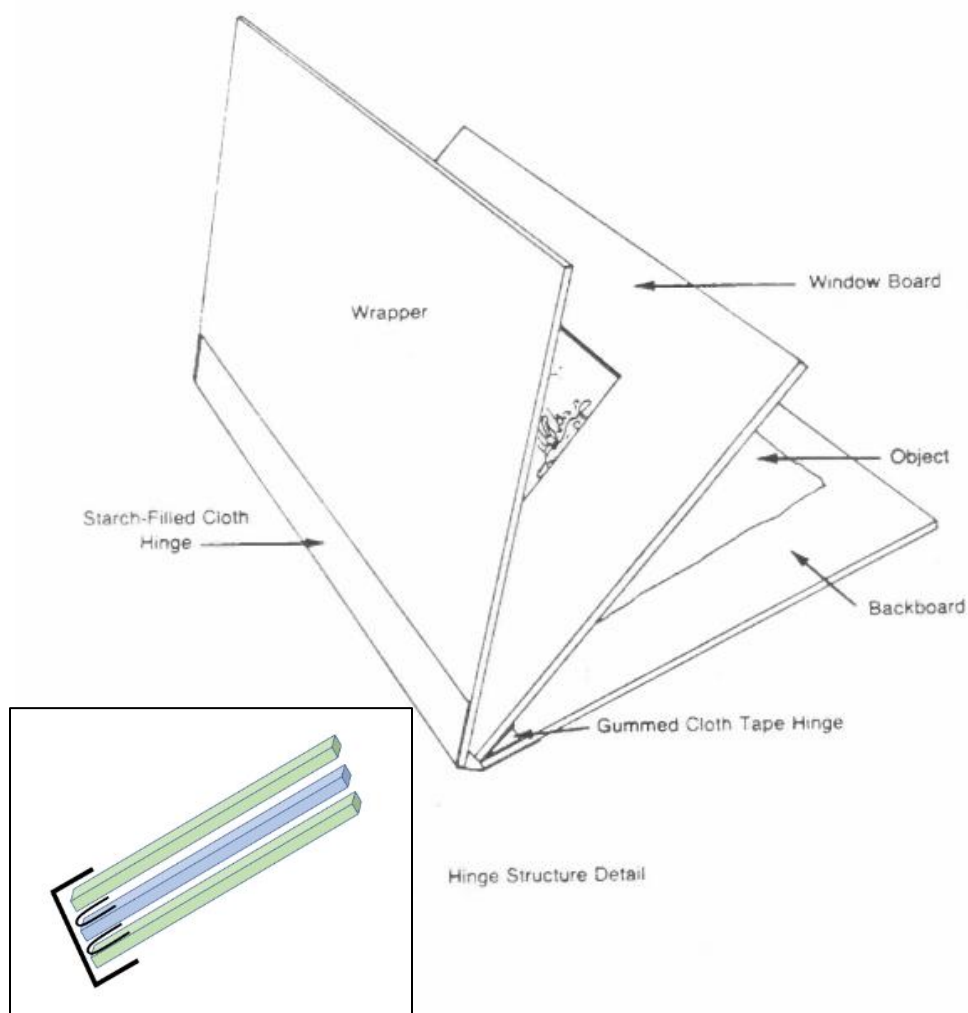 Window Board
Wrapper
Object
Starch-Filled Cloth
Hinge
Backboard
Gummed Cloth Tape Hinge
Hinge Structure Detail